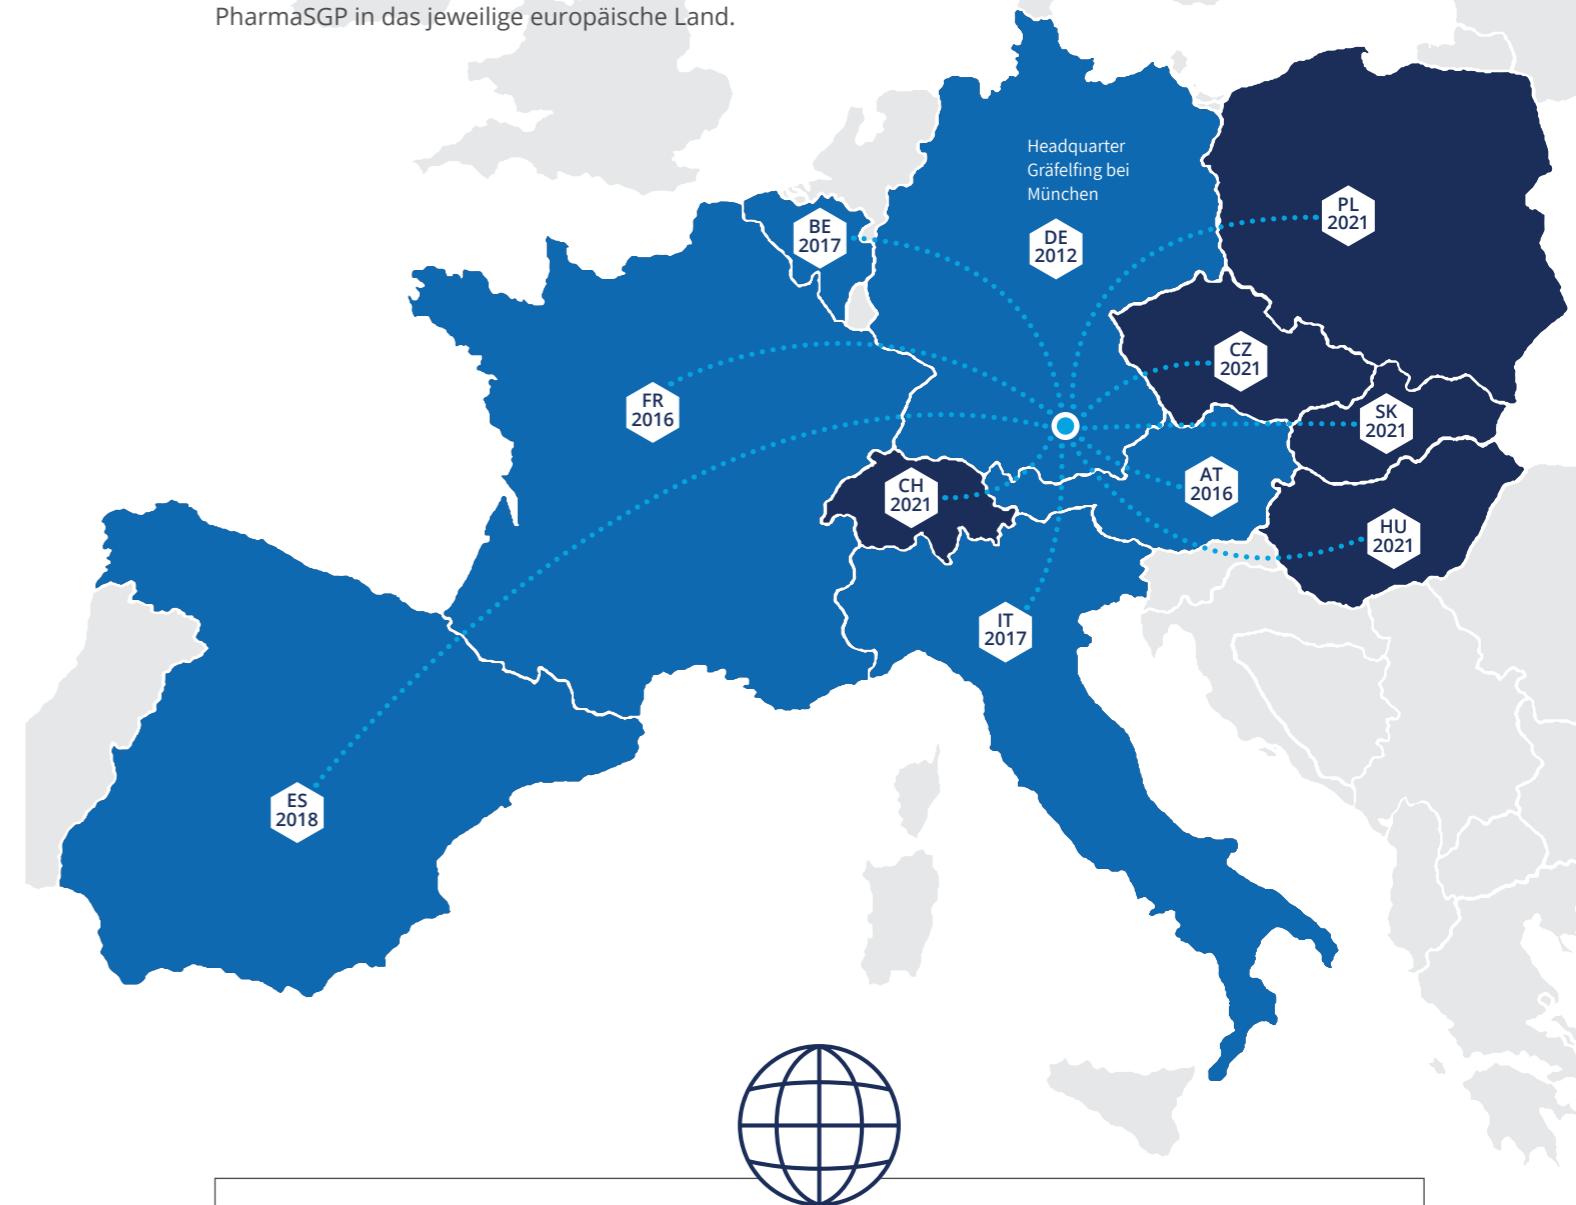 PharmaSGP in das jeweilige europäische Land.
Headquarter
Gräfelfing bei
München
BE
2017
DE
2012
PL
2021
CZ
2021
FR
2016
SK
2021
CH
2021
AT
2016
HU
2021
IT
2017
ES
2018